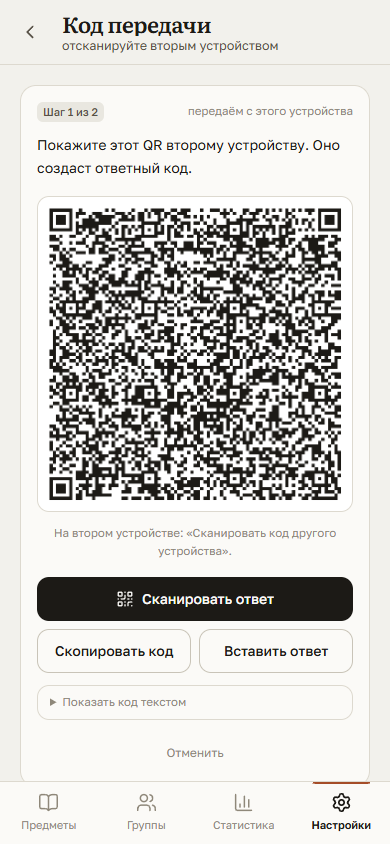 Код передачи
отсканируйте вторым устройством
Шаг 1 из 2
передаём с этого устройства
Покажите этот QR второму устройству. Оно
создаст ответный код.
На втором устройстве: «Сканировать код другого
устройства».
Сканировать ответ
Скопировать код
Вставить ответ
Показать код текстом
Отменить
Предметы
Группы
Статистика
Настройки